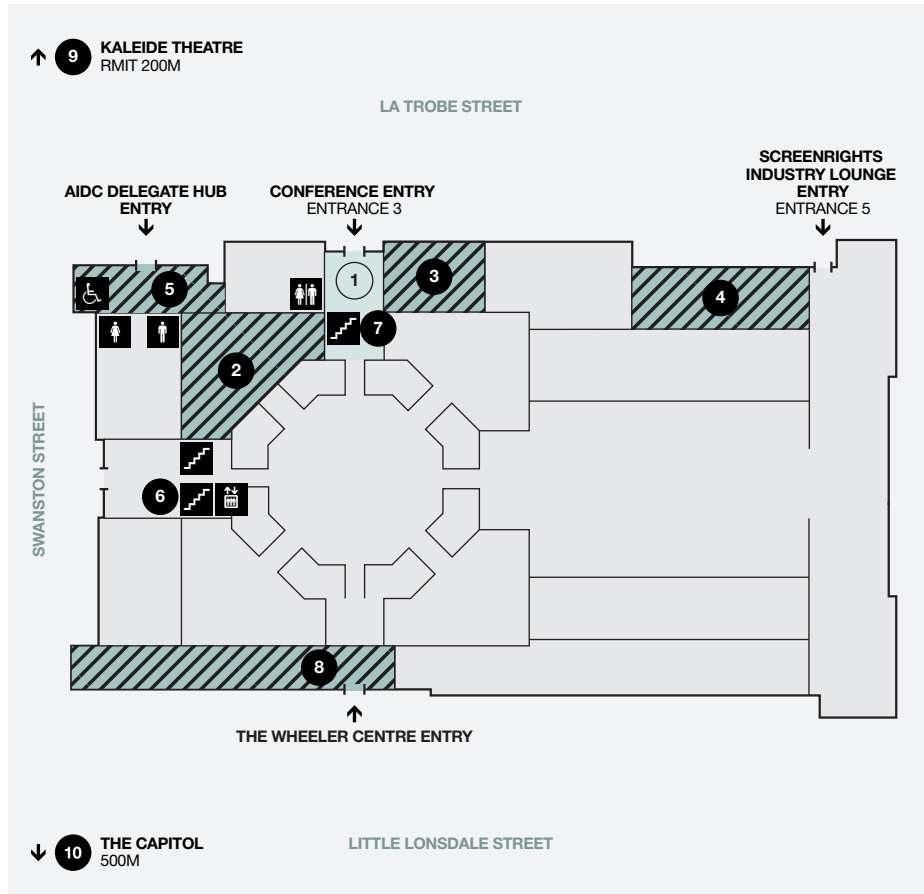 9
KALEIDE THEATRE
RMIT 200M
LA TROBE STREET
AIDC DELEGATE HUB
ENTRY
CONFERENCE ENTRY
ENTRANCE 3
SCREENRIGHTS
INDUSTRY LOUNGE
ENTRY
ENTRANCE 5
1
3
5
4
7
2
SWANSTON STREET
6
8
THE WHEELER CENTRE ENTRY
10
THE CAPITOL
500M
LITTLE LONSDALE STREET